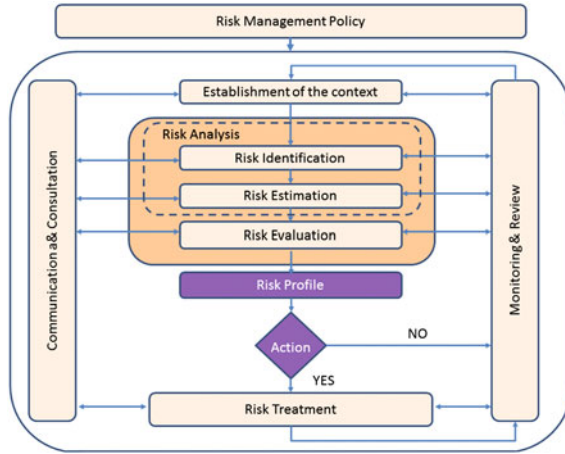 Risk Management Policy
Establishment of the context
Risk Analysis
Risk Identification
Risk Estimation
Risk Evaluation
Risk Profile
Action
NO
YES
Risk Treatment
Communication a& Consultation
Monitoring & Review